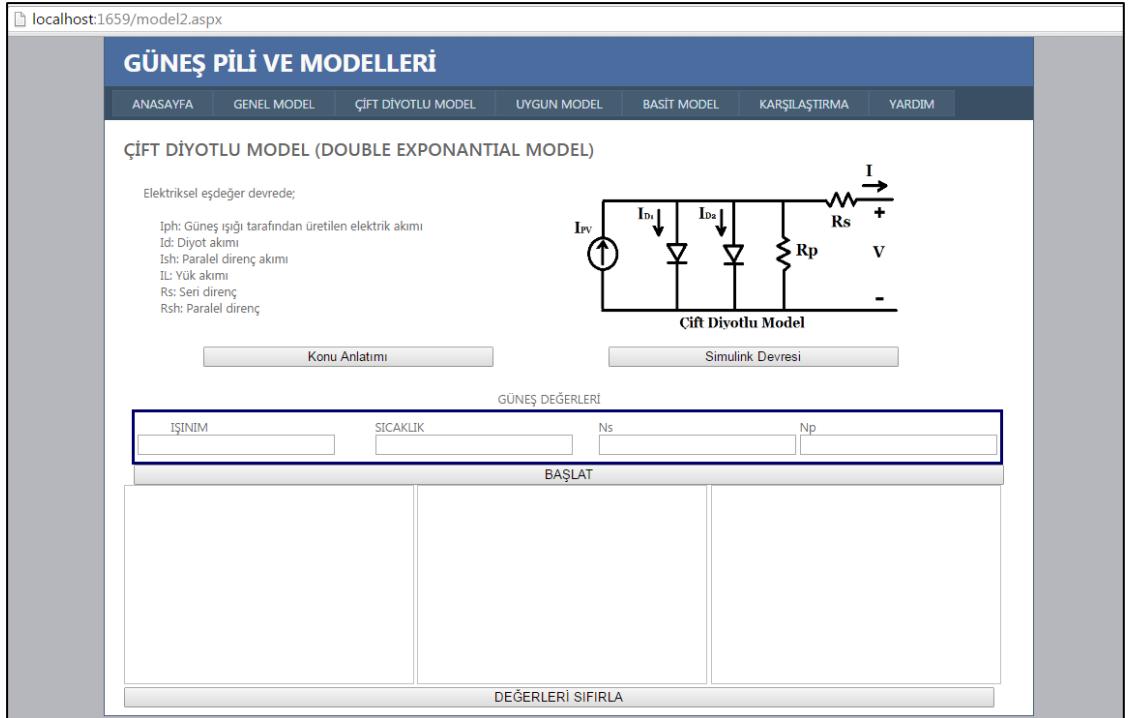 localhost:1659/model2.aspx
GÜNEŞ PİLİ VE MODELLERİ
ANASAYFA GENEL MODEL ÇİFT DİYOTLU MODEL UYGUN MODEL BASİT MODEL KARŞILAŞTIRMA YARDIM
ÇİFT DİYOTLU MODEL (DOUBLE EXPONANTIAL MODEL)
Elektriksel eşdeğer devrede;
Iph: Güneş ışığı tarafından üretilen elektrik akımı
Id: Diyot akımı
Ish: Paralel direnç akımı
IL: Yük akımı
Rs: Seri direnç
Rsh: Paralel direnç
I
IPV ID1 ID2 Rs +
Rp V
-
Çift Diyotlu Model
Konu Anlatımı Simulink Devresi
GÜNEŞ DEĞERLERİ
IŞINIM SICAKLIK Ns Np
BAŞLAT
DEĞERLERİ SIFIRLA